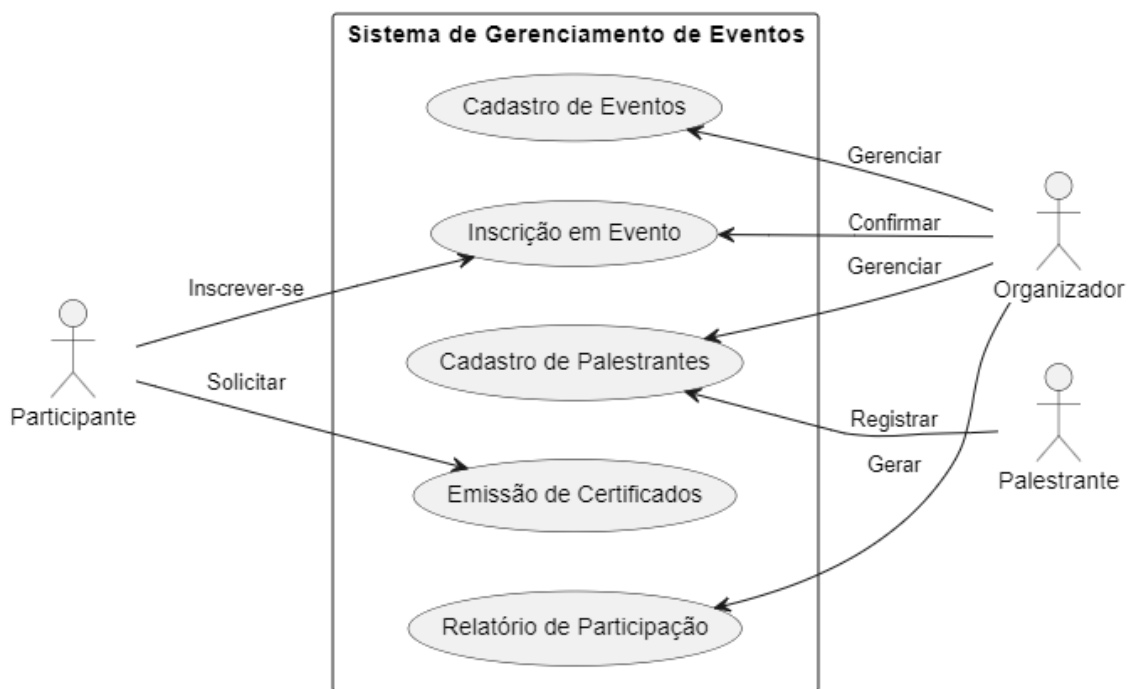 Sistema de Gerenciamento de Eventos
Cadastro de Eventos
Gerenciar
Inscrição em Evento
Confirmar
Gerenciar
Organizador
Inscrever-se
Participante
Cadastro de Palestrantes
Solicitar
Registrar
Gerar
Palestrante
Emissão de Certificados
Relatório de Participação